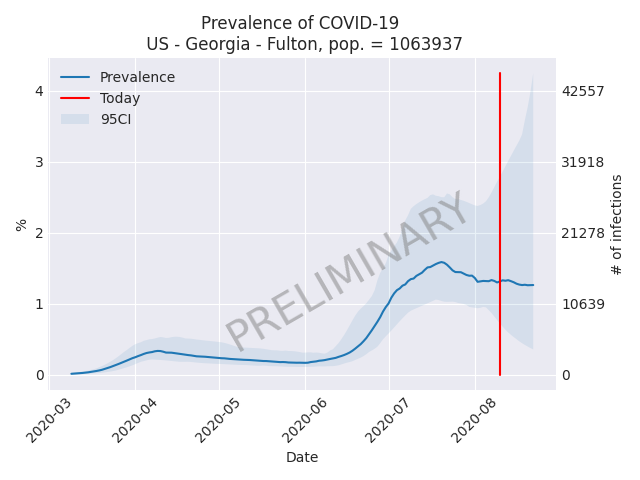 Prevalence of COVID-19
US - Georgia - Fulton, pop. = 1063937
Prevalence
Today
95CI
PRELIMINARY
%
4
3
2
1
0
42557
31918
21278
10639
0
# of infections
2020-03
2020-04
2020-05
2020-06
2020-07
2020-08
Date